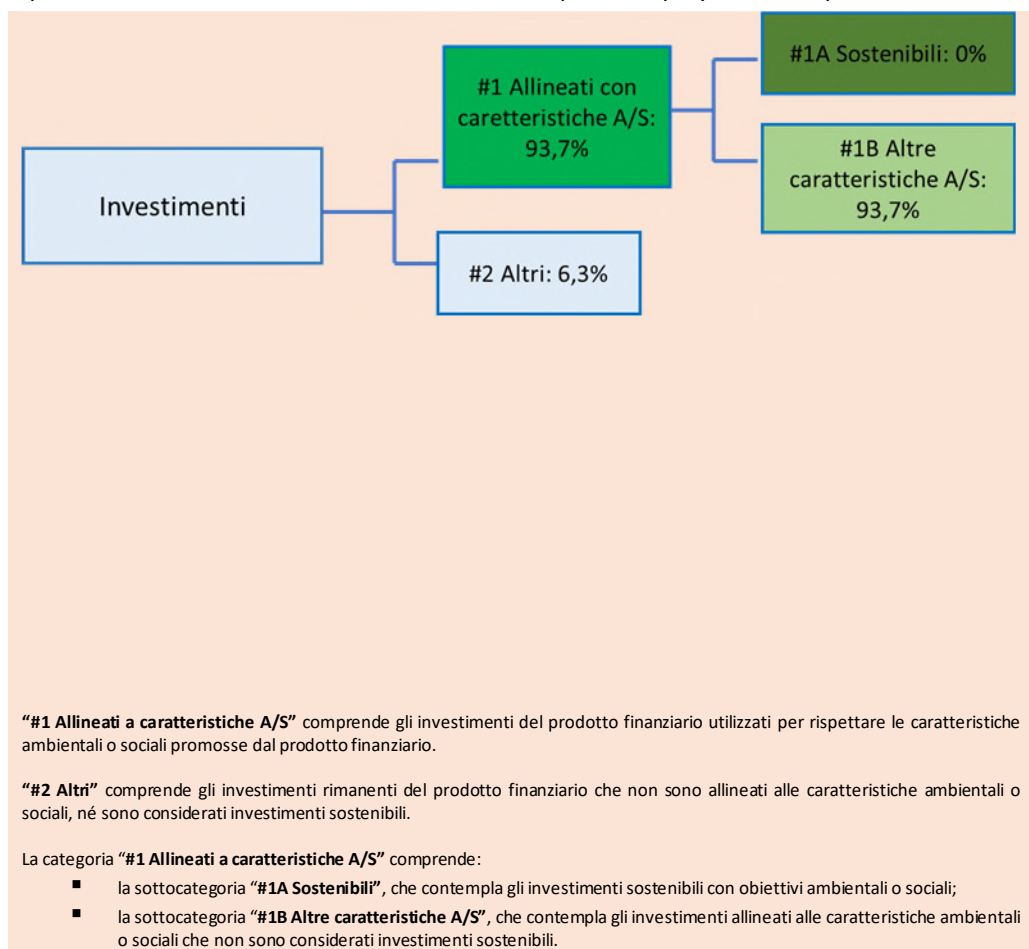 #1A Sostenibili: 0%
#1 Allineati con
caretteristiche A/S:
93,7%
#1B Altre
caratteristiche A/S:
93,7%
Investimenti
#2 Altri: 6,3%
“#1 Allineati a caratteristiche A/S” comprende gli investimenti del prodotto finanziario utilizzati per rispettare le caratteristiche
ambientali o sociali promosse dal prodotto finanziario.
“#2 Altri” comprende gli investimenti rimanenti del prodotto finanziario che non sono allineati alle caratteristiche ambientali o
sociali, né sono considerati investimenti sostenibili.
La categoria “#1 Allineati a caratteristiche A/S” comprende:
▪ la sottocategoria “#1A Sostenibili”, che contempla gli investimenti sostenibili con obiettivi ambientali o sociali;
▪ la sottocategoria “#1B Altre caratteristiche A/S”, che contempla gli investimenti allineati alle caratteristiche ambientali
o sociali che non sono considerati investimenti sostenibili.